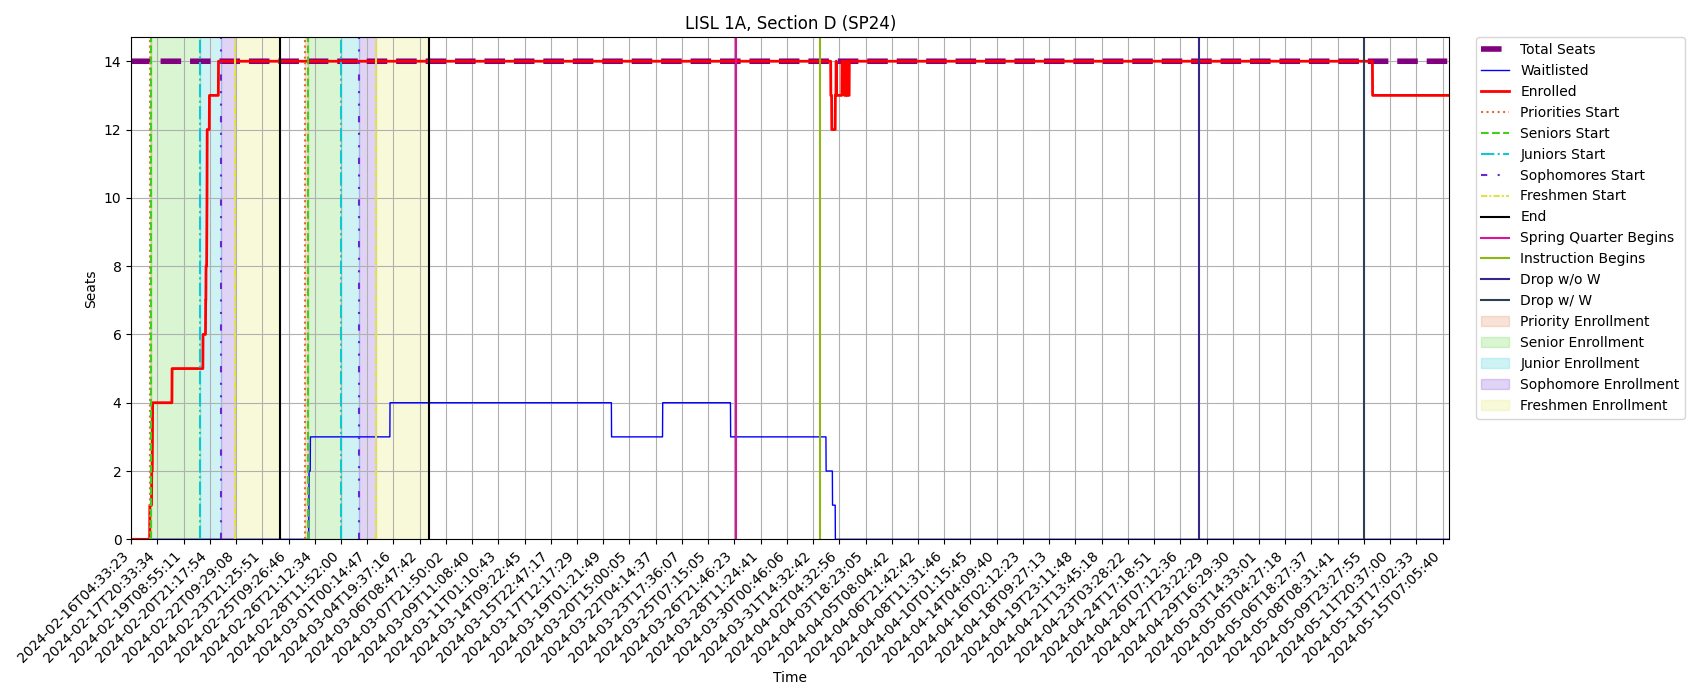 LISL 1A, Section D (SP24)
Seats
14
12
10
8
6
4
2
0
2024-02-16T04:33:23
2024-02-17T20:33:34
2024-02-19T08:55:11
2024-02-20T21:17:54
2024-02-22T09:29:08
2024-02-23T21:25:51
2024-02-25T09:26:46
2024-02-26T21:12:34
2024-02-28T11:52:00
2024-03-01T00:14:47
2024-03-04T19:37:16
2024-03-06T08:47:42
2024-03-07T21:50:02
2024-03-09T11:08:40
2024-03-11T01:10:43
2024-03-14T09:22:45
2024-03-15T22:47:17
2024-03-17T12:17:29
2024-03-19T01:21:49
2024-03-20T15:00:05
2024-03-22T04:14:37
2024-03-23T17:36:07
2024-03-25T07:15:05
2024-03-26T21:46:23
2024-03-28T11:24:41
2024-03-30T00:46:06
2024-03-31T14:32:42
2024-04-02T04:32:56
2024-04-03T18:23:05
2024-04-05T08:04:42
2024-04-06T21:42:42
2024-04-08T11:31:46
2024-04-10T01:15:45
2024-04-14T04:09:40
2024-04-16T02:12:23
2024-04-18T09:27:13
2024-04-19T23:11:48
2024-04-21T13:45:18
2024-04-23T03:28:22
2024-04-24T17:18:51
2024-04-26T07:12:36
2024-04-27T23:22:29
2024-04-29T16:29:30
2024-05-03T14:33:01
2024-05-05T04:27:18
2024-05-06T18:27:37
2024-05-08T08:31:41
2024-05-09T23:27:55
2024-05-11T20:37:00
2024-05-13T17:02:33
2024-05-15T07:05:40
Time
Total Seats
Waitlisted
Enrolled
Priorities Start
Seniors Start
Juniors Start
Sophomores Start
Freshmen Start
End
Spring Quarter Begins
Instruction Begins
Drop w/o W
Drop w/ W
Priority Enrollment
Senior Enrollment
Junior Enrollment
Sophomore Enrollment
Freshmen Enrollment